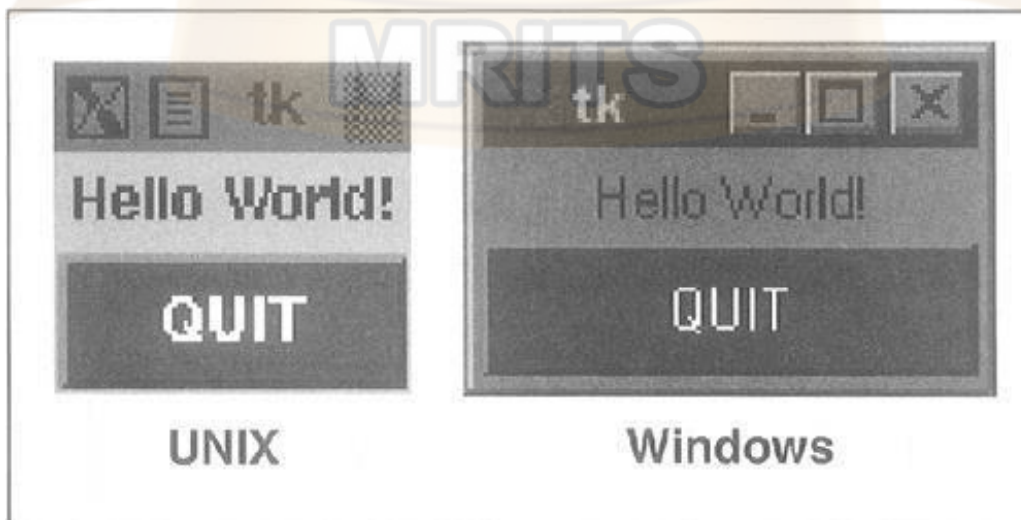 MRITS
tk
Hello World!
QUIT
UNIX
tk
Hello World!
QUIT
Windows